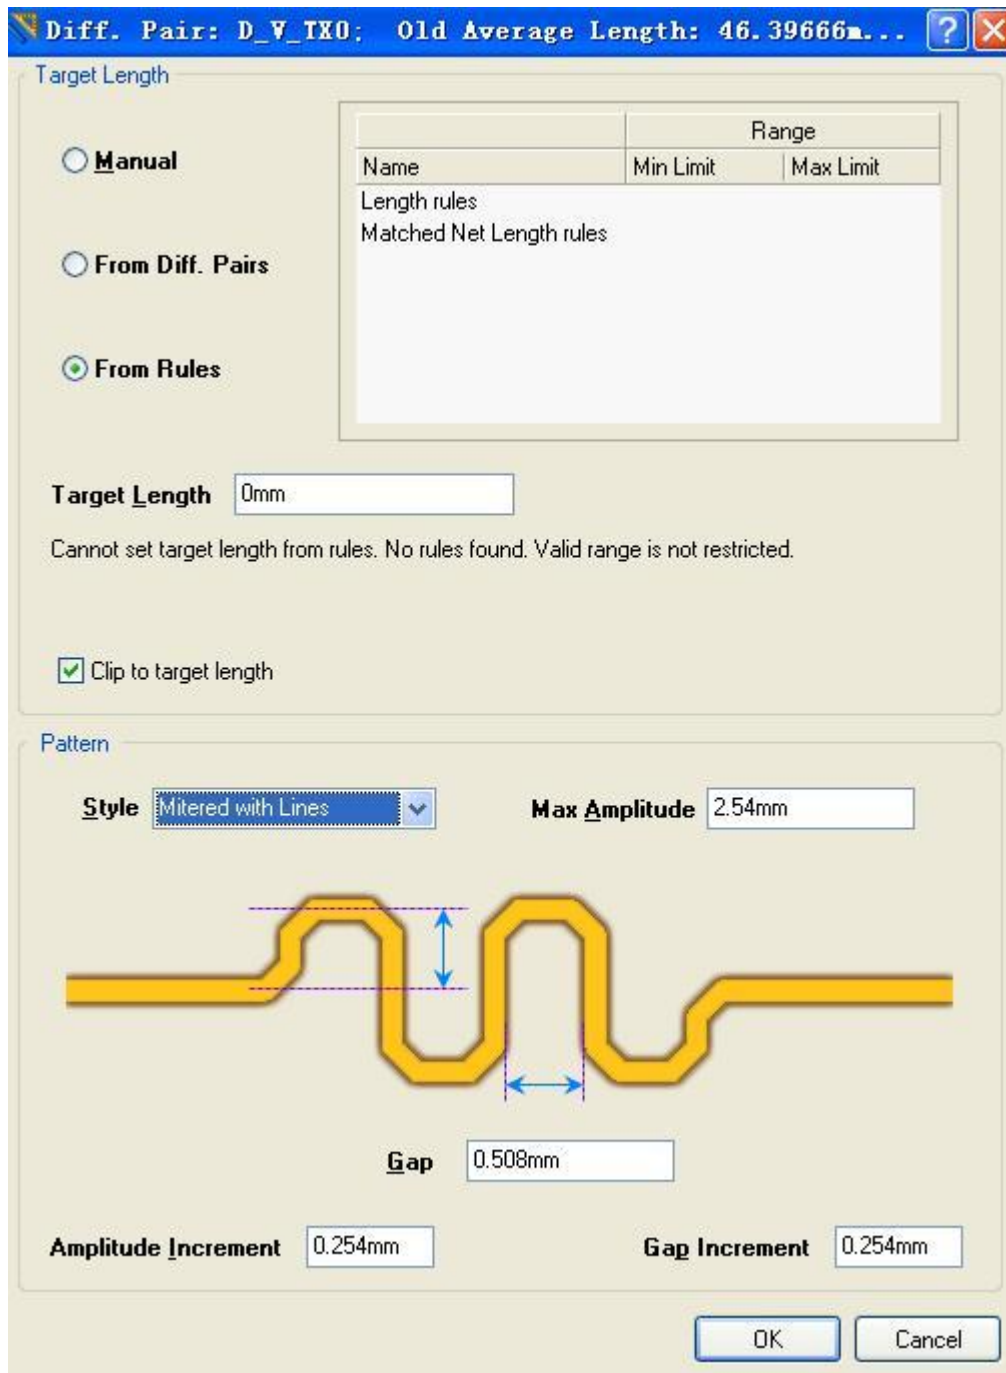 Diff. Pair: D_V_TX0; Old Average Length: 46.39666m...
Target Length
Manual
From Diff. Pairs
From Rules
Range
Name Min Limit Max Limit
Length rules
Matched Net Length rules
Target Length 0mm
Cannot set target length from rules. No rules found. Valid range is not restricted.
Clip to target length
Pattern
Style Mitered with Lines Max Amplitude 2.54mm
Gap 0.508mm
Amplitude Increment 0.254mm Gap Increment 0.254mm
OK Cancel